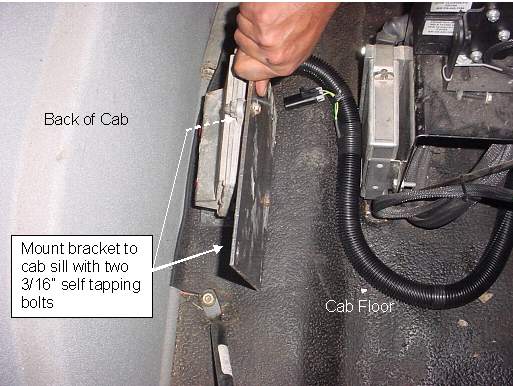 Back of Cab
Mount bracket to
cab sill with two
3/16" self tapping
bolts
Cab Floor